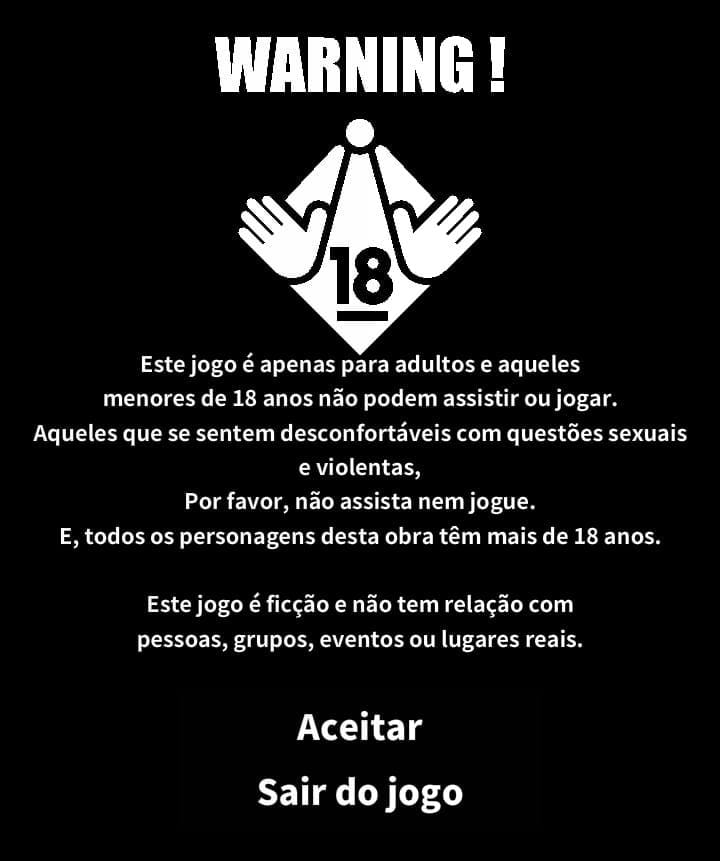 WARNING !
18
Este jogo é apenas para adultos e aqueles
menores de 18 anos não podem assistir ou jogar.
Aqueles que se sentem desconfortáveis com questões sexuais
e violentas,
Por favor, não assista nem jogue.
E, todos os personagens desta obra têm mais de 18 anos.
Este jogo é ficção e não tem relação com
pessoas, grupos, eventos ou lugares reais.
Aceitar
Sair do jogo